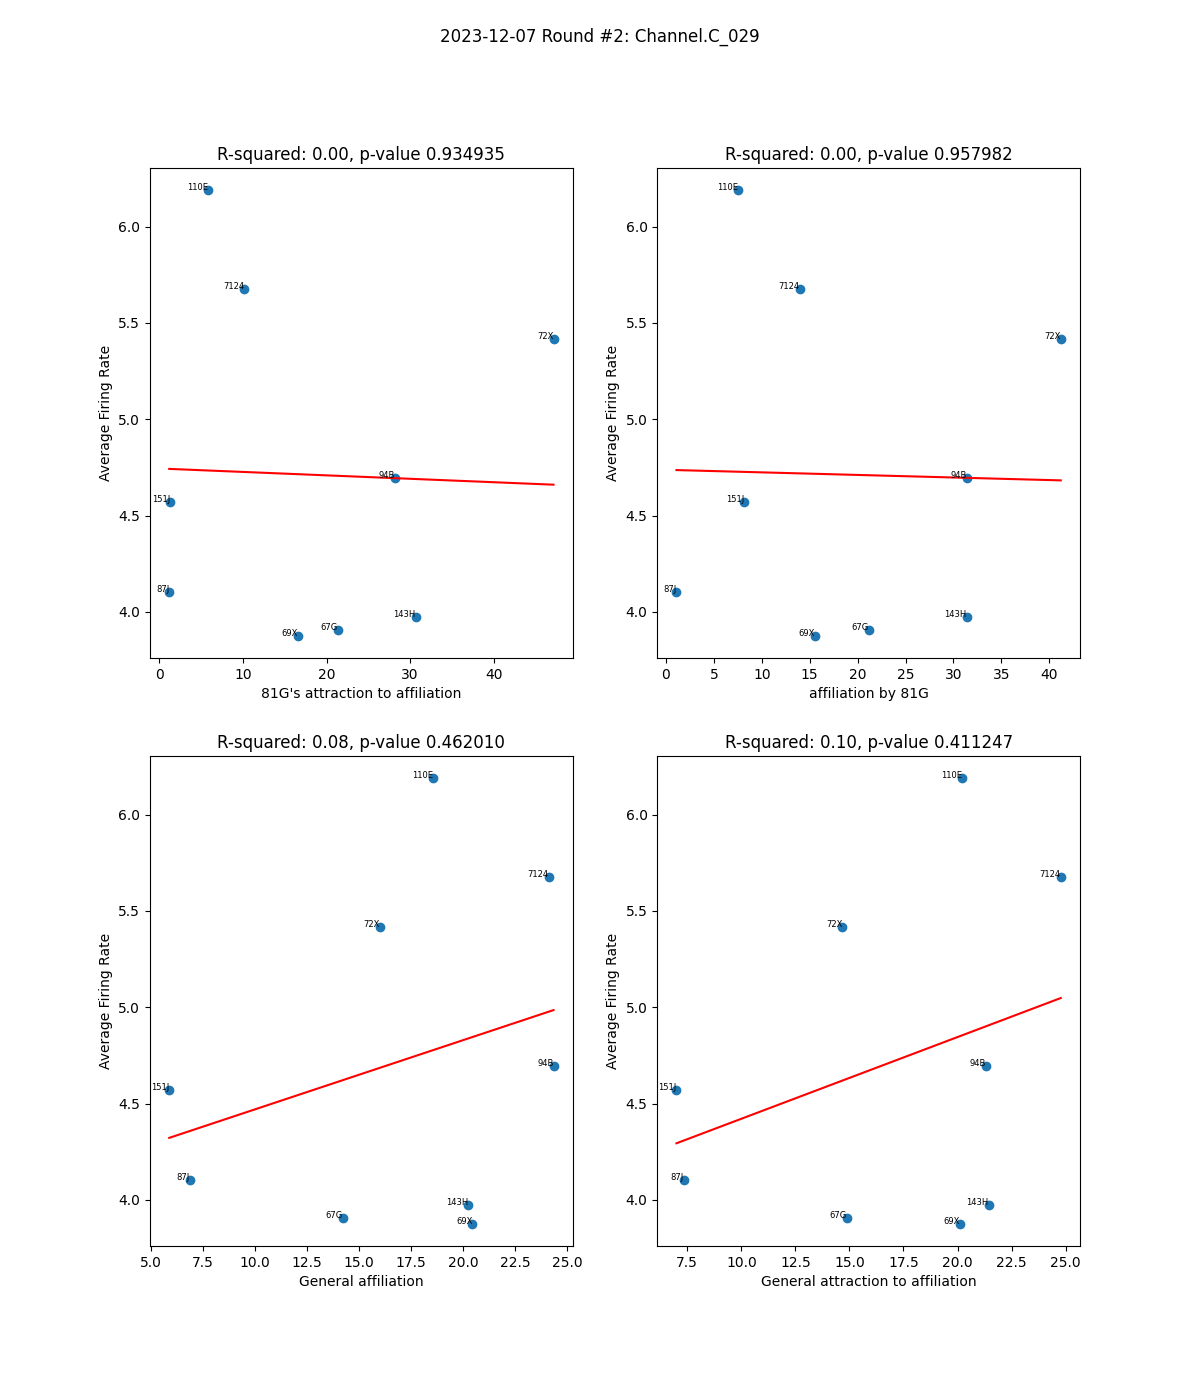 2023-12-07 Round #2: Channel.C_029
R-squared: 0.00, p-value 0.934935
R-squared: 0.00, p-value 0.957982
110E
7124
72X
94B
151J
87J
69X
67G
143H
6.0
5.5
5.0
4.5
4.0
Average Firing Rate
0 10 20 30 40
81G's attraction to affiliation
110E
7124
72X
94B
151J
87J
69X
67G
143H
6.0
5.5
5.0
4.5
4.0
Average Firing Rate
0 5 10 15 20 25 30 35 40
affiliation by 81G
R-squared: 0.08, p-value 0.462010
R-squared: 0.10, p-value 0.411247
110E
7124
72X
94B
151J
87J
67G
143H
69X
6.0
5.5
5.0
4.5
4.0
Average Firing Rate
5.0 7.5 10.0 12.5 15.0 17.5 20.0 22.5 25.0
General affiliation
110E
7124
72X
94B
151J
87J
67G
143H
69X
6.0
5.5
5.0
4.5
4.0
Average Firing Rate
7.5 10.0 12.5 15.0 17.5 20.0 22.5 25.0
General attraction to affiliation